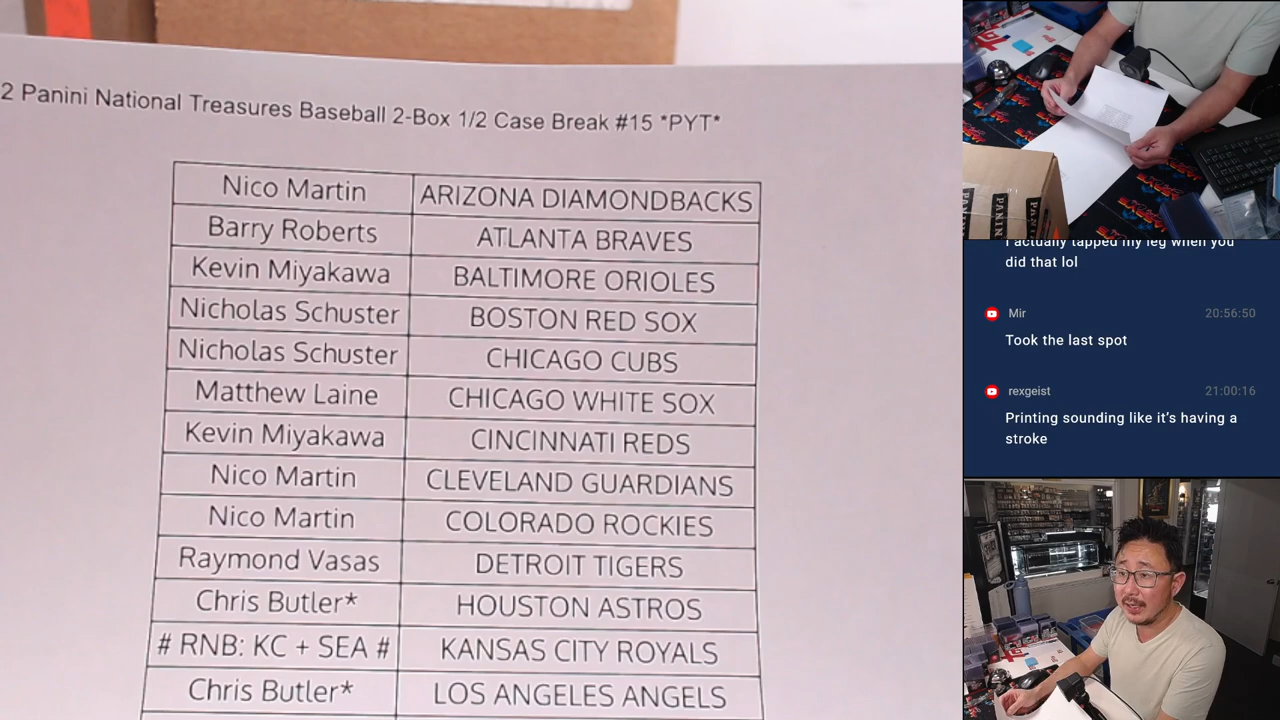 2 Panini National Treasures Baseball 2-Box 1/2 Case Break #15 *PYT*
Nico Martin ARIZONA DIAMONDBACKS
Barry Roberts ATLANTA BRAVES
Kevin Miyakawa BALTIMORE ORIOLES
Nicholas Schuster BOSTON RED SOX
Nicholas Schuster CHICAGO CUBS
Matthew Laine CHICAGO WHITE SOX
Kevin Miyakawa CINCINNATI REDS
Nico Martin CLEVELAND GUARDIANS
Nico Martin COLORADO ROCKIES
Raymond Vasas DETROIT TIGERS
Chris Butler* HOUSTON ASTROS
# RNB: KC + SEA # KANSAS CITY ROYALS
Chris Butler* LOS ANGELES ANGELS
PANINI
I actually tapped my leg when you
did that lol
Mir 20:56:50
Took the last spot
rexgeist 21:00:16
Printing sounding like it’s having a
stroke